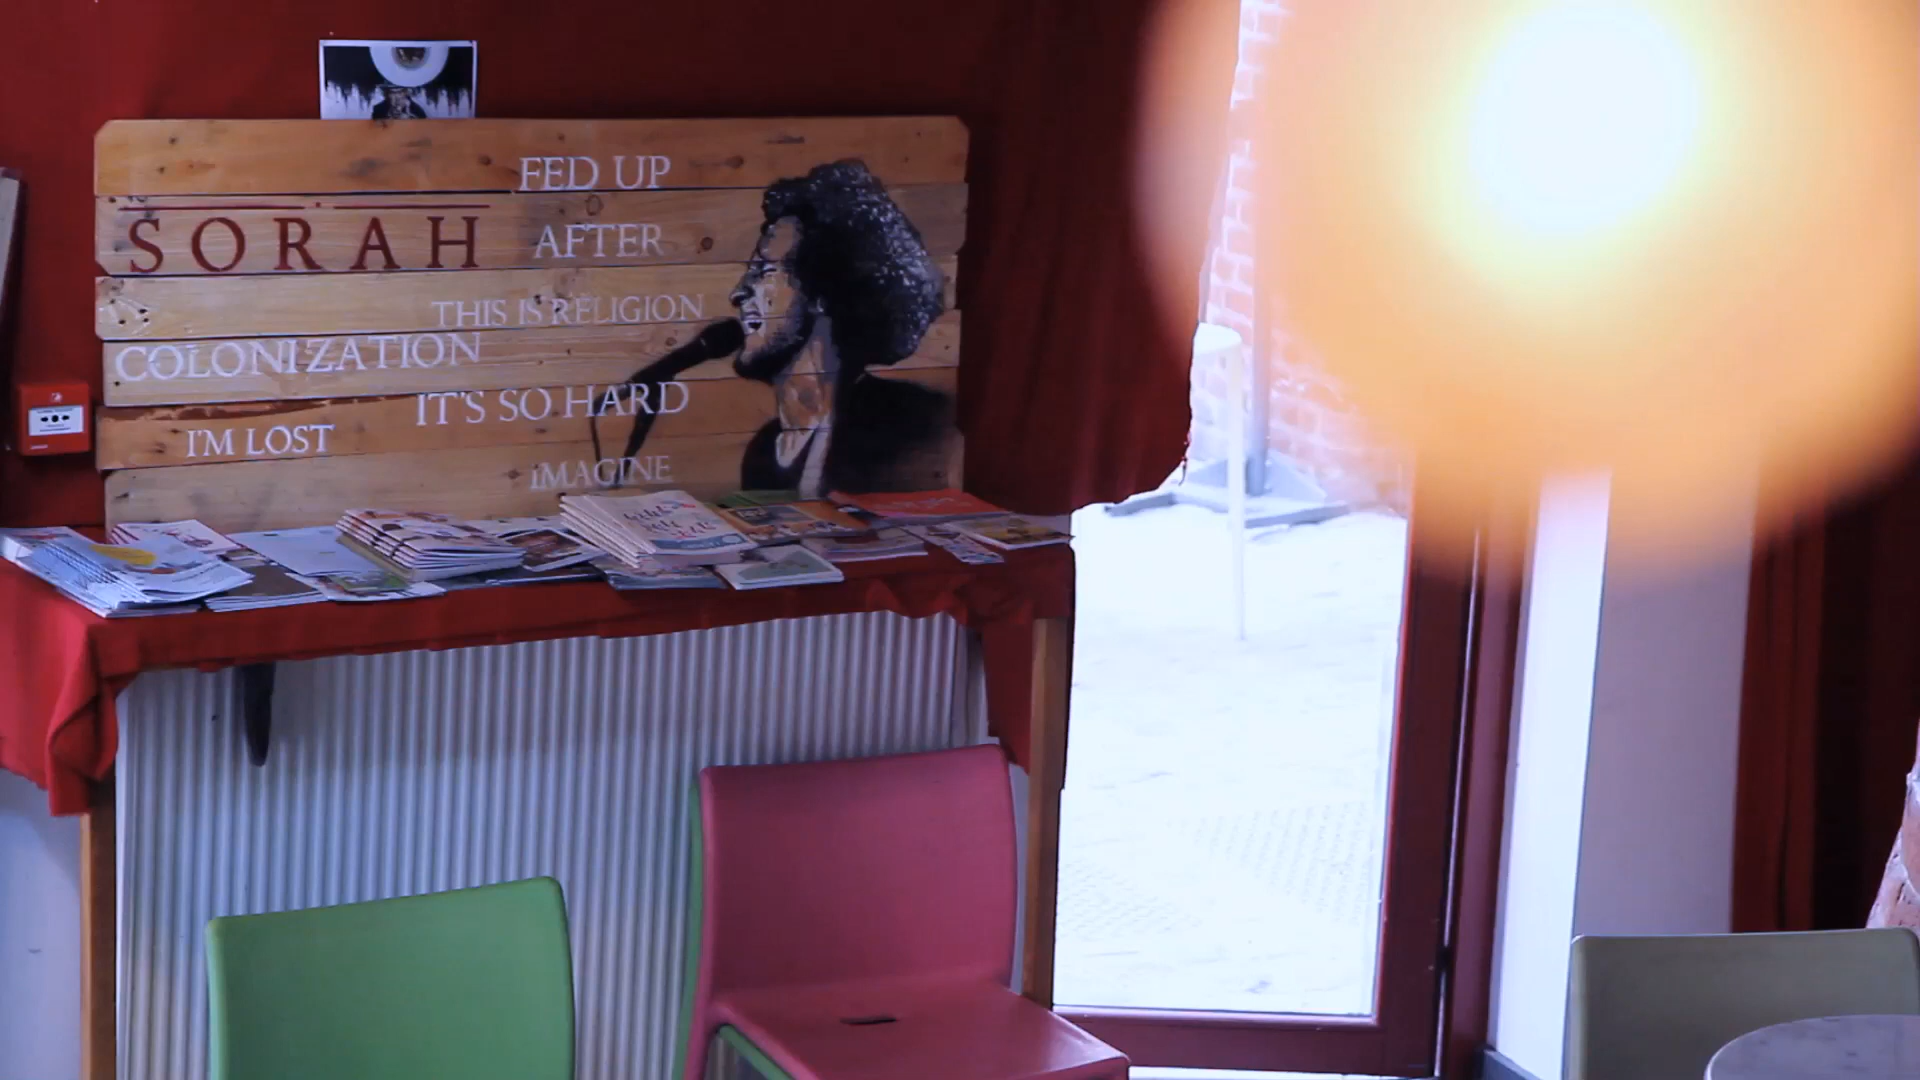 FED UP
SORAH
AFTER
THIS IS RELIGION
COLONIZATION
IT'S SO HARD
I'M LOST
iMAGINE